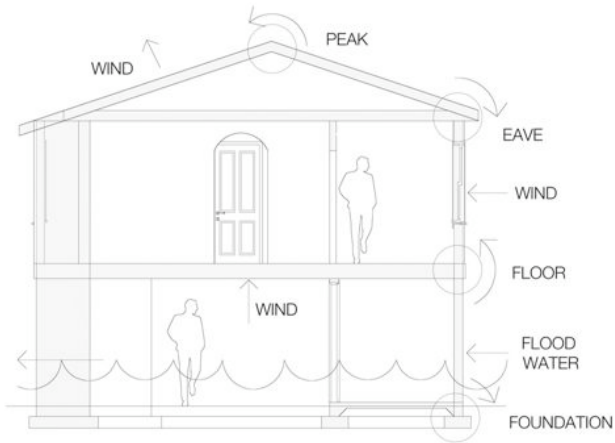 PEAK
WIND
EAVE
WIND
FLOOR
WIND
FLOOD
WATER
FOUNDATION